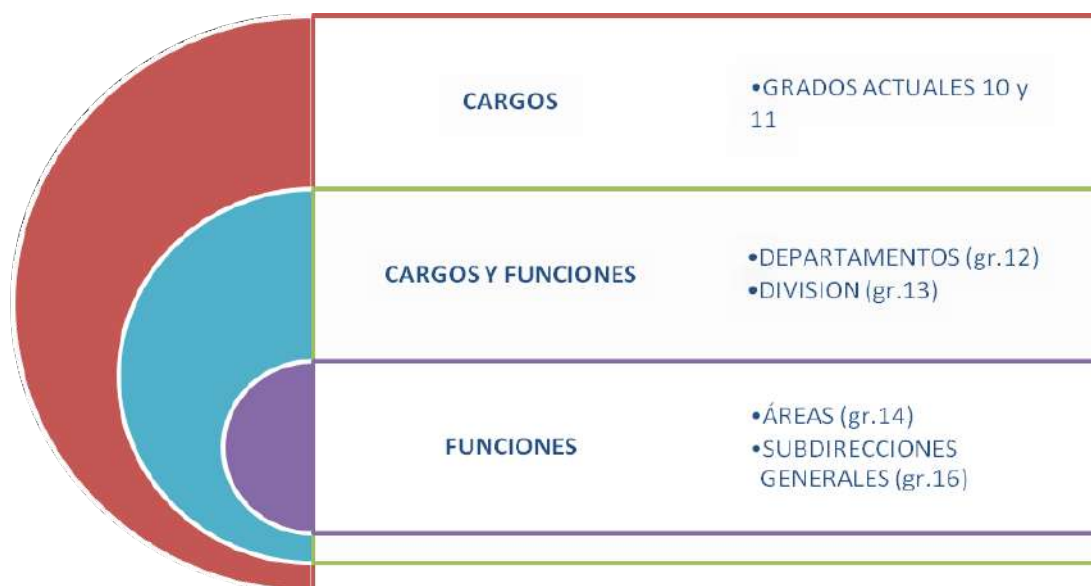 CARGOS
•GRADOS ACTUALES 10 y
11
CARGOS Y FUNCIONES
•DEPARTAMENTOS (gr.12)
•DIVISION (gr.13)
FUNCIONES
•ÁREAS (gr.14)
•SUBDIRECCIONES
GENERALES (gr.16)